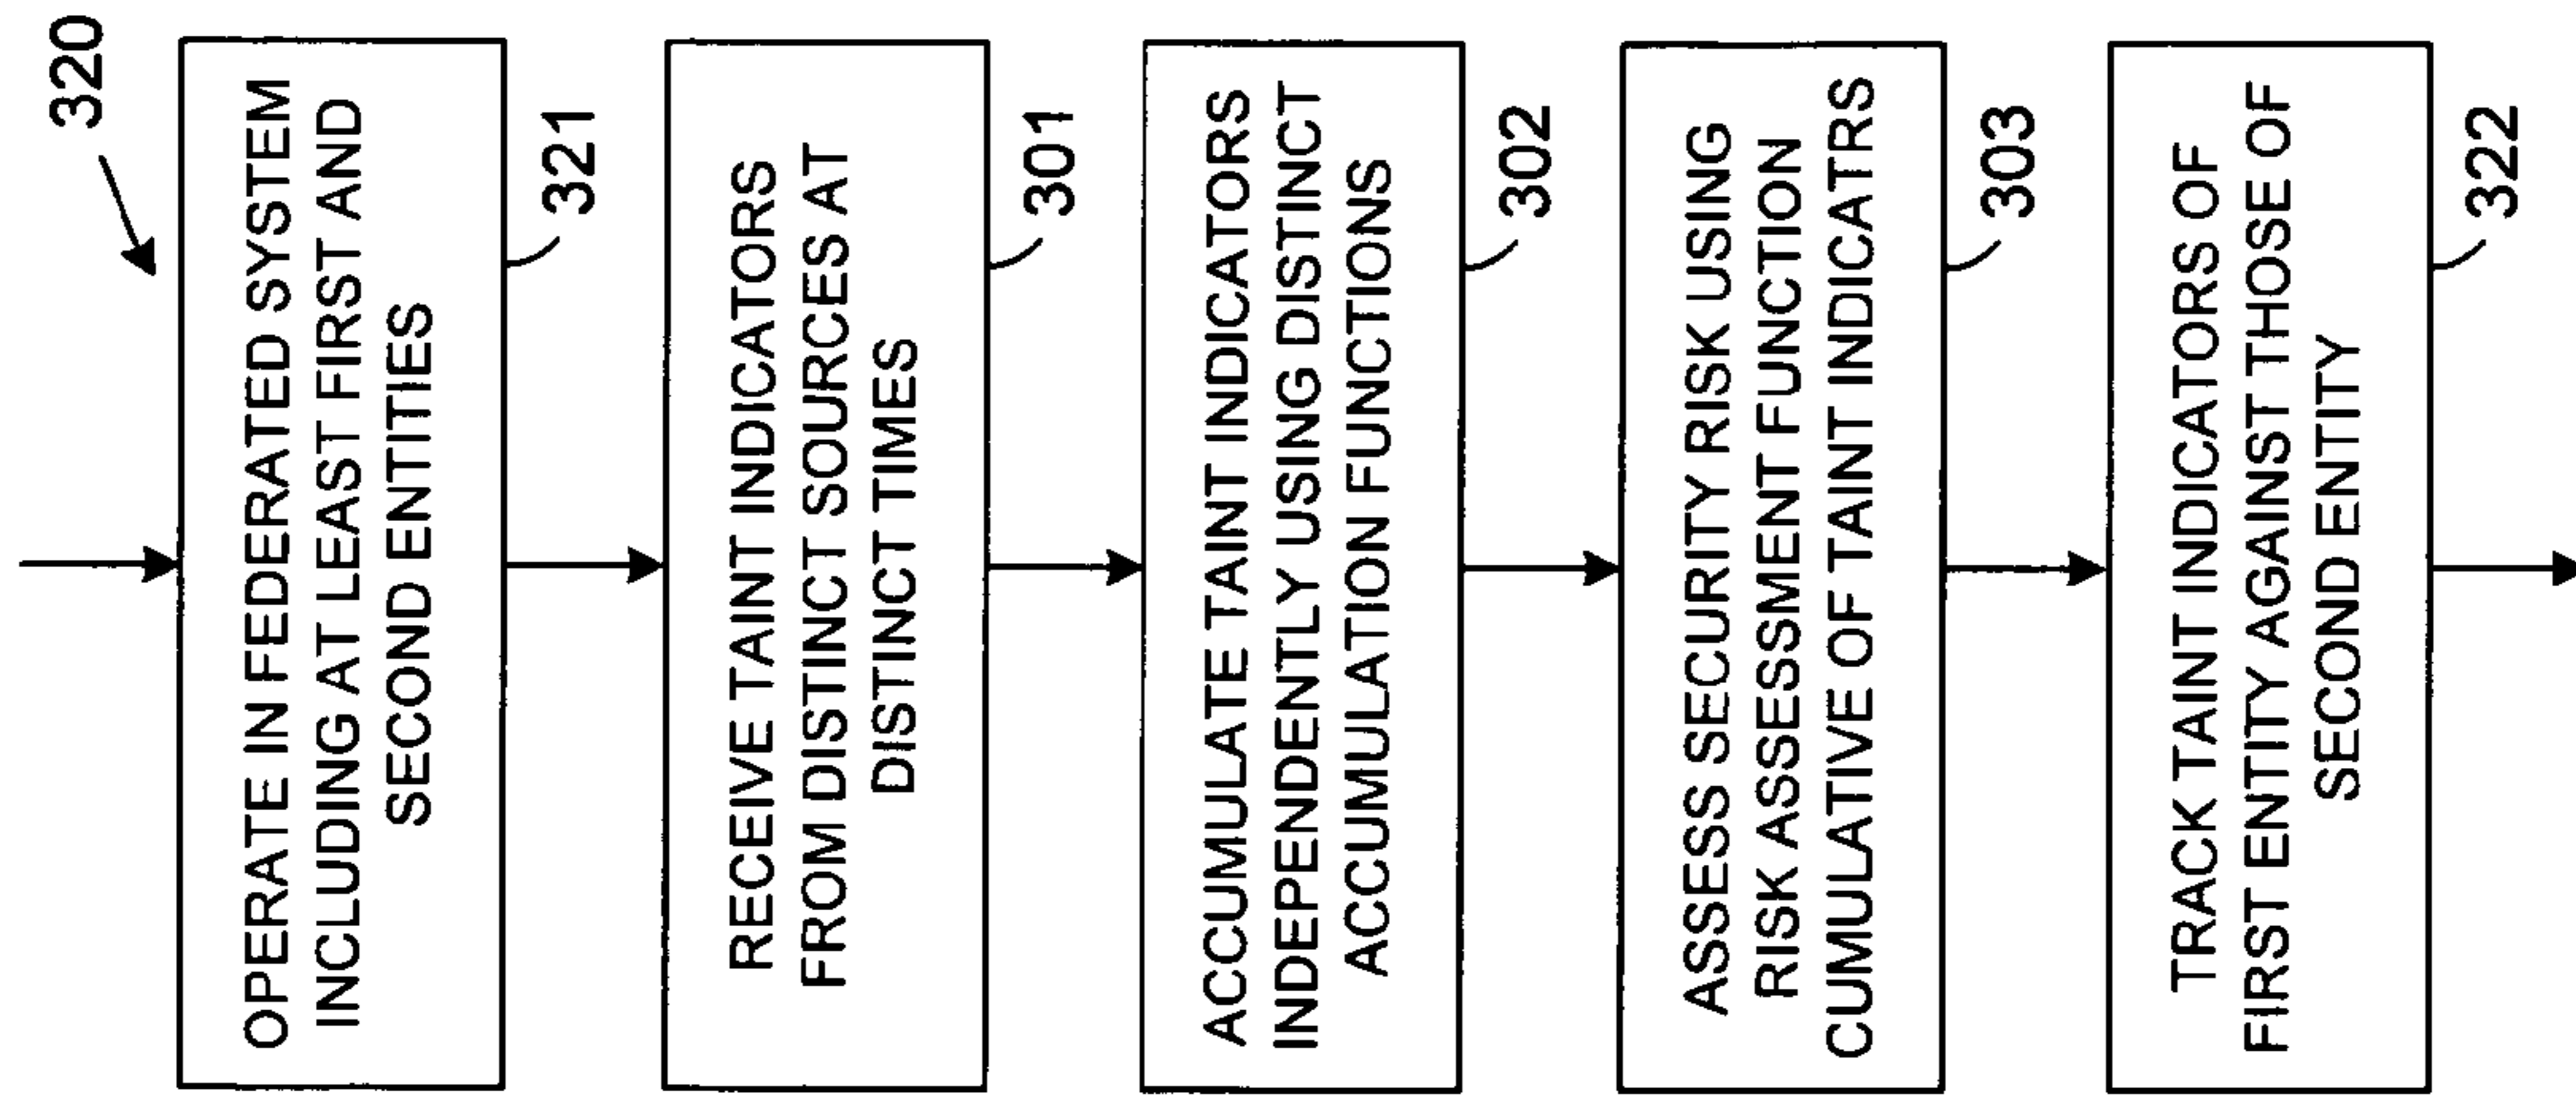 320
OPERATE IN FEDERATED SYSTEM
INCLUDING AT LEAST FIRST AND
SECOND ENTITIES
321
RECEIVE TAINT INDICATORS
FROM DISTINCT SOURCES AT
DISTINCT TIMES
301
ACCUMULATE TAINT INDICATORS
INDEPENDENTLY USING DISTINCT
ACCUMULATION FUNCTIONS
302
ASSESS SECURITY RISK USING
RISK ASSESSMENT FUNCTION
CUMULATIVE OF TAINT INDICATRS
303
TRACK TAINT INDICATORS OF
FIRST ENTITY AGAINST THOSE OF
SECOND ENTITY
322